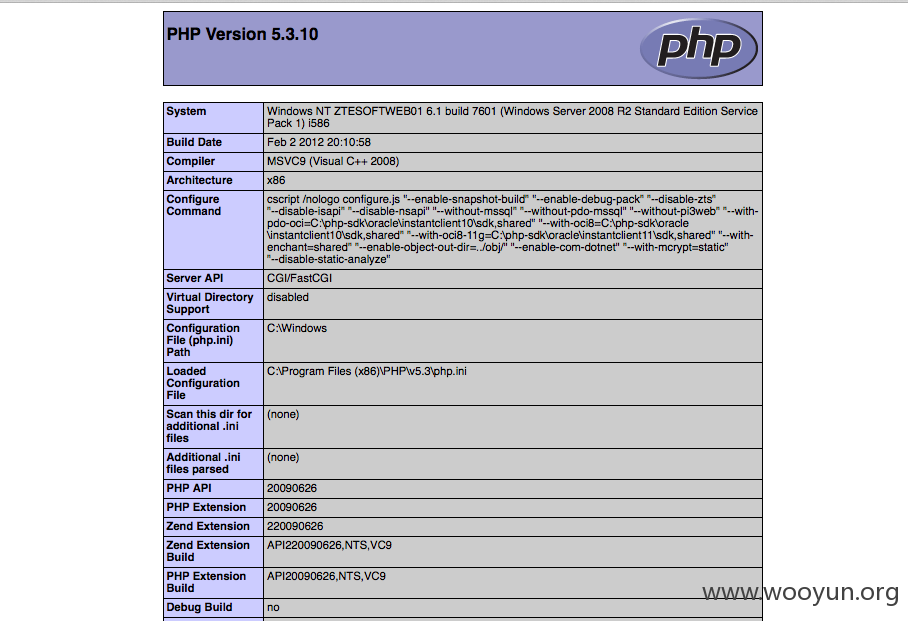 PHP Version 5.3.10
php
System
Windows NT ZTESOFTWEB01 6.1 build 7601 (Windows Server 2008 R2 Standard Edition Service
Pack 1) i586
Build Date
Feb 2 2012 20:10:58
Compiler
MSVC9 (Visual C++ 2008)
Architecture
x86
Configure
Command
cscript /nologo configure.js "--enable-snapshot-build" "--enable-debug-pack" "--disable-zts"
"--disable-isapi" "--disable-nsapi" "--without-mssql" "--without-pdo-mssql" "--without-pi3web" "--with-
pdo-oci=C:\php-sdk\oracle\instantclient10\sdk,shared" "--with-oci8=C:\php-sdk\oracle
\instantclient10\sdk,shared" "--with-oci8-11g=C:\php-sdk\oracle\instantclient11\sdk,shared" "--with-
enchant=shared" "--enable-object-out-dir=../obj/" "--enable-com-dotnet" "--with-mcrypt=static"
"--disable-static-analyze"
Server API
CGI/FastCGI
Virtual Directory
Support
disabled
Configuration
File (php.ini)
Path
C:\Windows
Loaded
Configuration
File
C:\Program Files (x86)\PHP\v5.3\php.ini
Scan this dir for
additional .ini
files
(none)
Additional .ini
files parsed
(none)
PHP API
20090626
PHP Extension
20090626
Zend Extension
220090626
Zend Extension
Build
API220090626,NTS,VC9
PHP Extension
Build
API20090626,NTS,VC9
Debug Build
no
www.wooyun.org